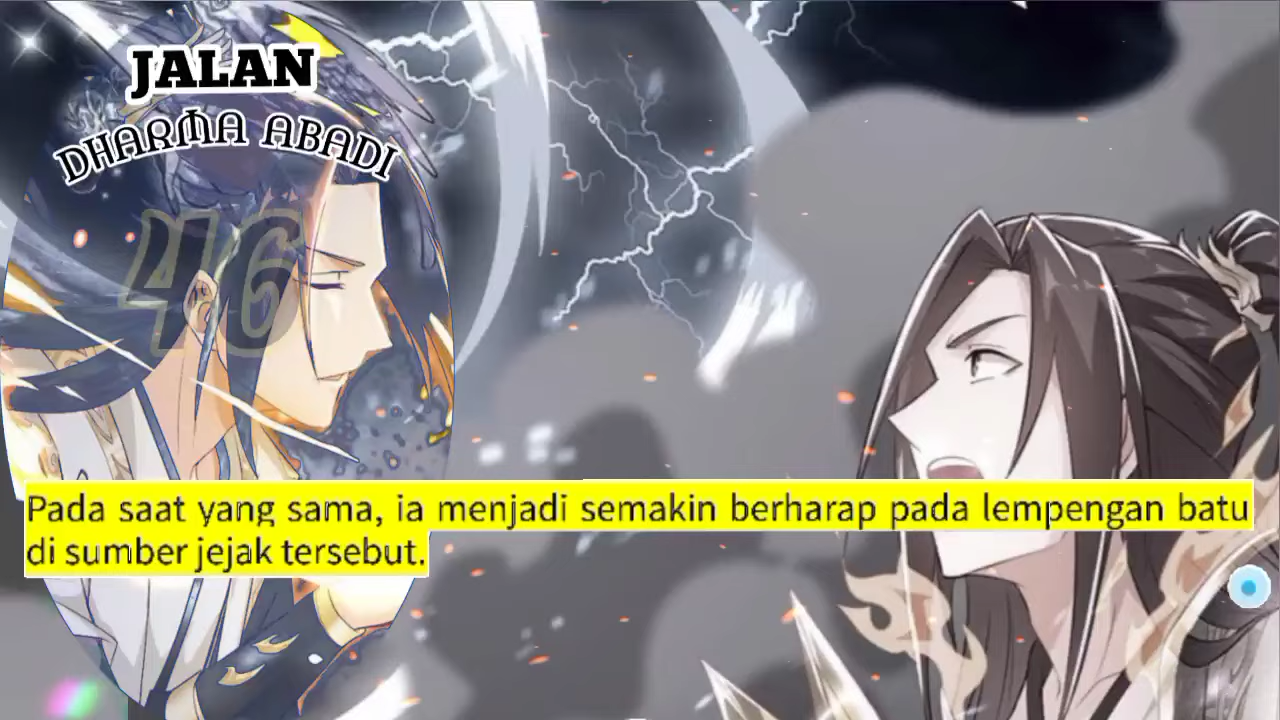 JALAN
DHARMA ABADI
46
Pada saat yang sama, ia menjadi semakin berharap pada lempengan batu
di sumber jejak tersebut.